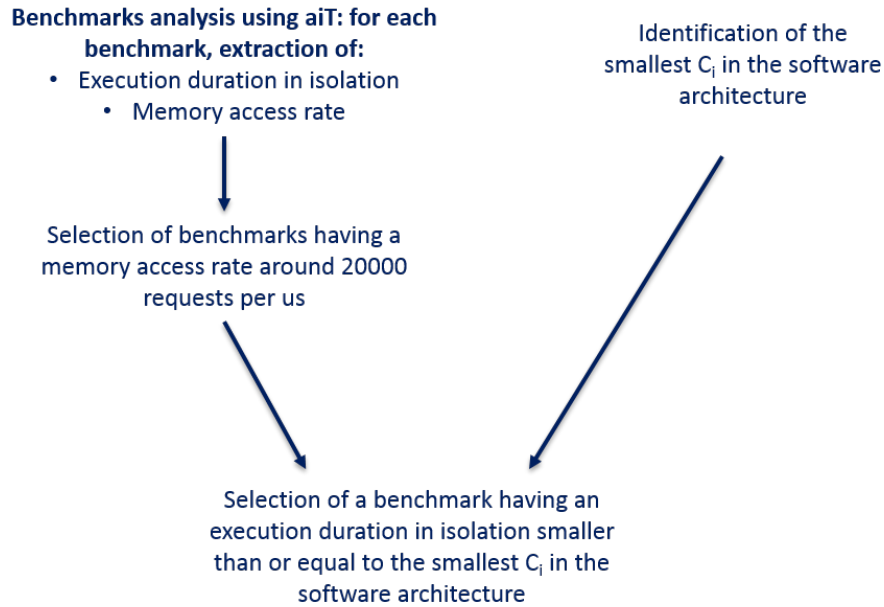 Benchmarks analysis using aiT: for each
benchmark, extraction of:
• Execution duration in isolation
• Memory access rate
Identification of the
smallest Cᵢ in the software
architecture
Selection of benchmarks having a
memory access rate around 20000
requests per us
Selection of a benchmark having an
execution duration in isolation smaller
than or equal to the smallest Cᵢ in the
software architecture